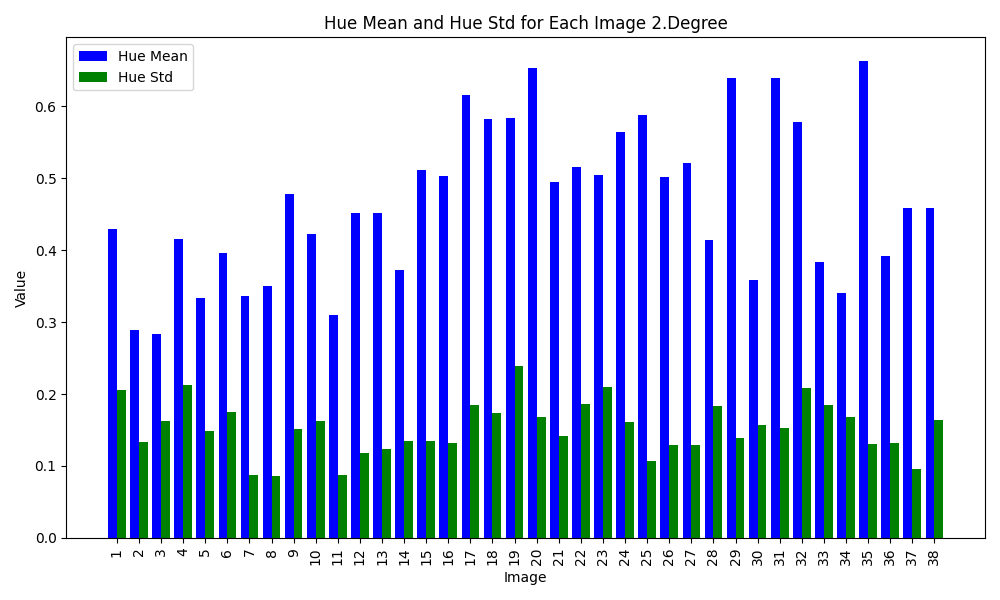 Hue Mean and Hue Std for Each Image 2.Degree
Hue Mean
Hue Std
Value
0.6
0.5
0.4
0.3
0.2
0.1
0.0
1 2 3 4 5 6 7 8 9 10 11 12 13 14 15 16 17 18 19 20 21 22 23 24 25 26 27 28 29 30 31 32 33 34 35 36 37 38
Image